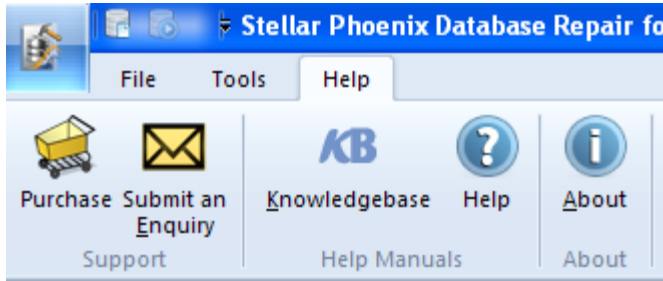 Stellar Phoenix Database Repair fo
File Tools Help
KB
Purchase Submit an Enquiry Knowledgebase Help About
Support Help Manuals About